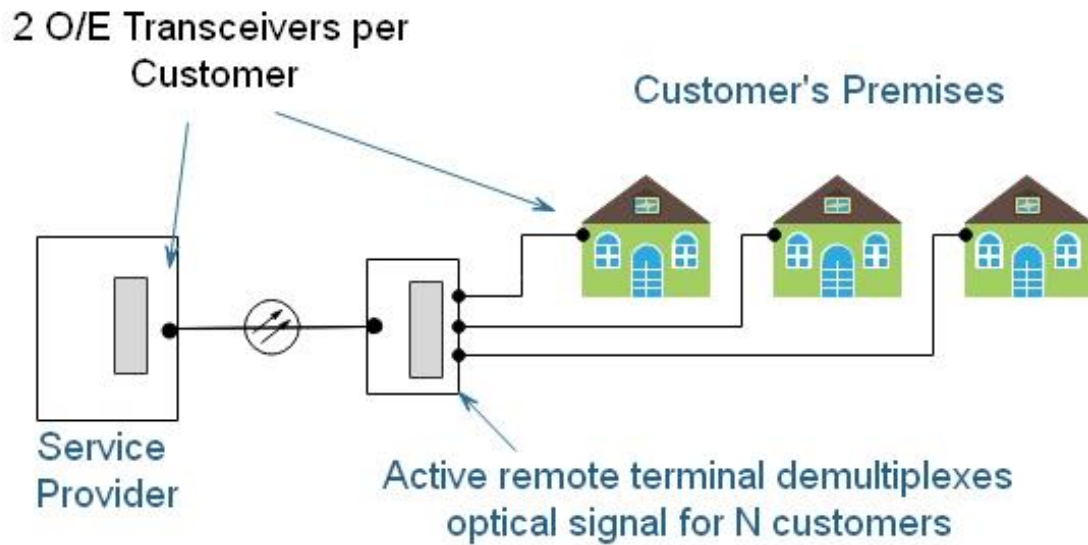 2 O/E Transceivers per
Customer
Customer's Premises
Service
Provider
Active remote terminal demultiplexes
optical signal for N customers